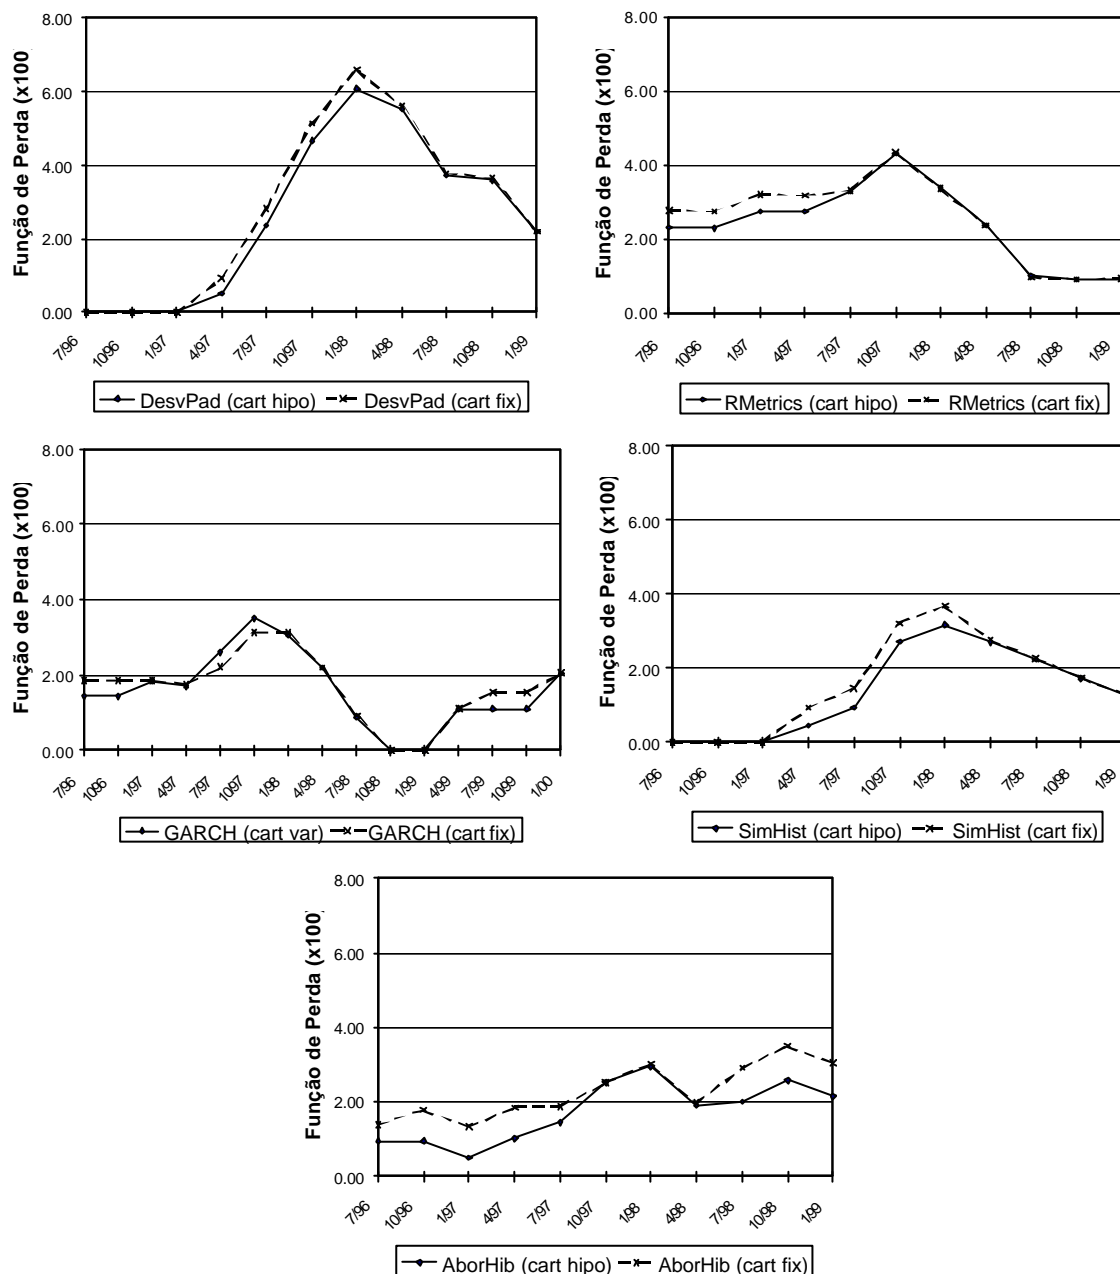 8.00
6.00
4.00
2.00
0.00
Função de Perda (x100)
7/96 10/96 1/97 4/97 7/97 10/97 1/98 4/98 7/98 10/98 1/99
DesvPad (cart hipo) DesvPad (cart fix)
8.00
6.00
4.00
2.00
0.00
Função de Perda (x100)
7/96 10/96 1/97 4/97 7/97 10/97 1/98 4/98 7/98 10/98 1/99
RMetrics (cart hipo) RMetrics (cart fix)
8.00
6.00
4.00
2.00
0.00
Função de Perda (x100)
7/96 10/96 1/97 4/97 7/97 10/97 1/98 4/98 7/98 10/98 1/99 4/99 7/99 10/99 1/00
GARCH (cart var) GARCH (cart fix)
8.00
6.00
4.00
2.00
0.00
Função de Perda (x100)
7/96 10/96 1/97 4/97 7/97 10/97 1/98 4/98 7/98 10/98 1/99
SimHist (cart hipo) SimHist (cart fix)
8.00
6.00
4.00
2.00
0.00
Função de Perda (x100)
7/96 10/96 1/97 4/97 7/97 10/97 1/98 4/98 7/98 10/98 1/99
AborHib (cart hipo) AborHib (cart fix)